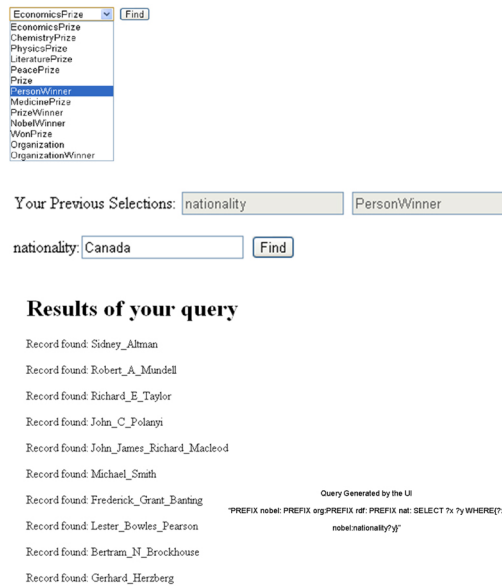 EconomicsPrize Find
EconomicsPrize
ChemistryPrize
PhysicsPrize
LiteraturePrize
PeacePrize
Prize
PersonWinner
MedicinePrize
PrizeWinner
NobelWinner
WonPrize
Organization
OrganizationWinner
Your Previous Selections: nationality PersonWinner
nationality: Canada Find
Results of your query
Record found: Sidney_Altman
Record found: Robert_A_Mundell
Record found: Richard_E_Taylor
Record found: John_C_Polanyi
Record found: John_James_Richard_Macleod
Record found: Michael_Smith
Record found: Frederick_Grant_Banting
Record found: Lester_Bowles_Pearson
Record found: Bertram_N_Brockhouse
Record found: Gerhard_Herzberg
Query Generated by the UI
"PREFIX nobel: PREFIX org:PREFIX rdf: PREFIX nat: SELECT ?x ?y WHERE{?
nobel:nationality?y}"